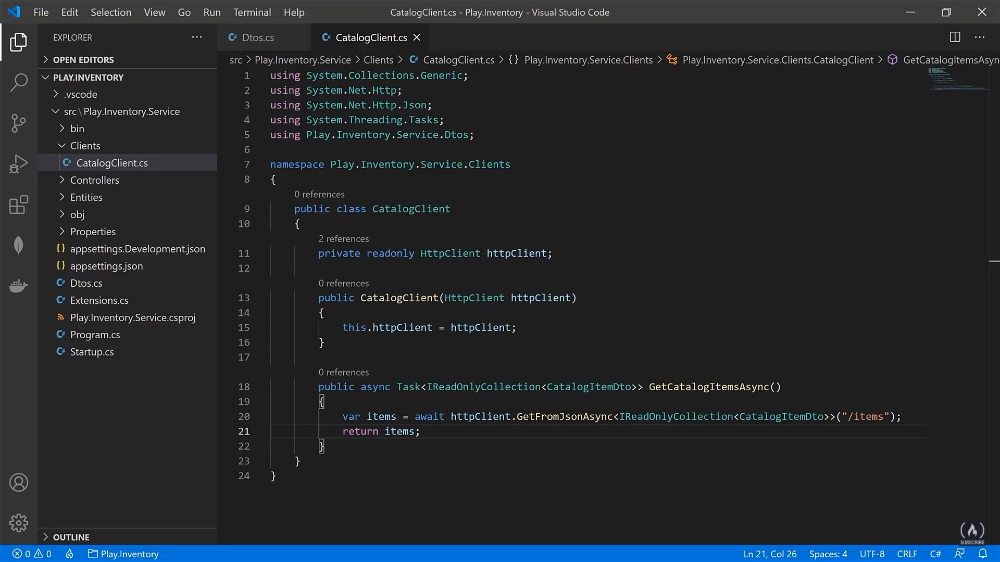 File Edit Selection View Go Run Terminal Help
CatalogClient.cs - Play.Inventory - Visual Studio Code
EXPLORER
OPEN EDITORS
PLAY.INVENTORY
.vscode
src\Play.Inventory.Service
bin
Clients
CatalogClient.cs
Controllers
Entities
obj
Properties
appsettings.Development.json
appsettings.json
Dtos.cs
Extensions.cs
Play.Inventory.Service.csproj
Program.cs
Startup.cs
OUTLINE
Dtos.cs
CatalogClient.cs
src > Play.Inventory.Service > Clients > CatalogClient.cs > {} Play.Inventory.Service.Clients > Play.Inventory.Service.Clients.CatalogClient > GetCatalogItemsAsyn
1 using System.Collections.Generic;
2 using System.Net.Http;
3 using System.Net.Http.Json;
4 using System.Threading.Tasks;
5 using Play.Inventory.Service.Dtos;
6
7 namespace Play.Inventory.Service.Clients
8 {
0 references
9 public class CatalogClient
10 {
2 references
11 private readonly HttpClient httpClient;
12
0 references
13 public CatalogClient(HttpClient httpClient)
14 {
15 this.httpClient = httpClient;
16 }
17
0 references
18 public async Task<IReadOnlyCollection<CatalogItemDto>> GetCatalogItemsAsync()
19 {
20 var items = await httpClient.GetFromJsonAsync<IReadOnlyCollection<CatalogItemDto>>("/items");
21 return items;
22 }
23 }
24 }
SUBSCRIBE
0 0 Play.Inventory
Ln 21, Col 26 Spaces: 4 UTF-8 CRLF C#